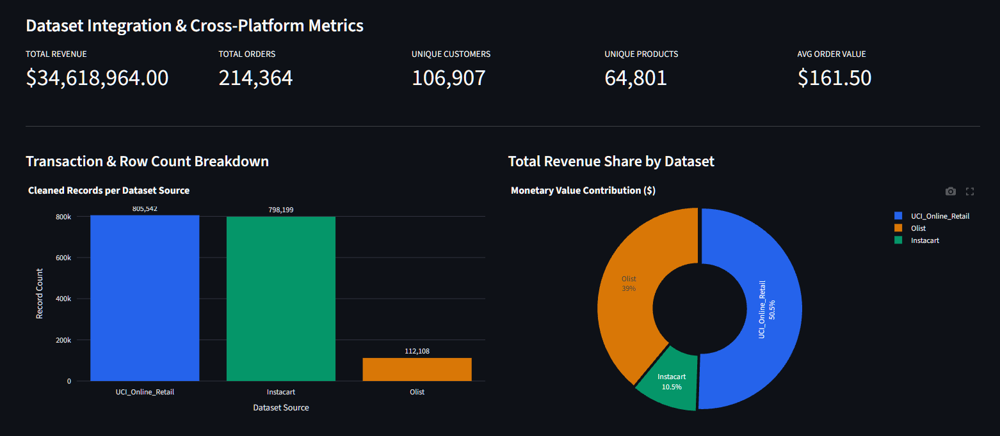 Dataset Integration & Cross-Platform Metrics
TOTAL REVENUE
$34,618,964.00
TOTAL ORDERS
214,364
UNIQUE CUSTOMERS
106,907
UNIQUE PRODUCTS
64,801
AVG ORDER VALUE
$161.50
Transaction & Row Count Breakdown
Cleaned Records per Dataset Source
805,542
798,199
112,108
800k
600k
400k
200k
0
Record Count
UCI_Online_Retail
Instacart
Olist
Dataset Source
Total Revenue Share by Dataset
Monetary Value Contribution ($)
UCI_Online_Retail
Olist
Instacart
Olist
39%
UCI_Online_Retail
50.5%
Instacart
10.5%